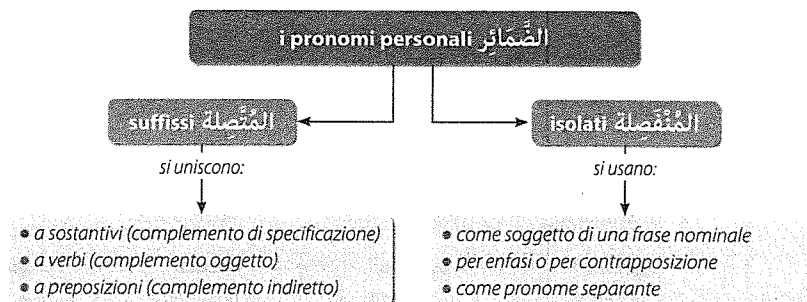 i pronomi personali الضَّمَائِر
suffissi المُتَّصِلة
isolati المُنْفَصِلة
si uniscono:
si usano:
• a sostantivi (complemento di specificazione)
• a verbi (complemento oggetto)
• a preposizioni (complemento indiretto)
• come soggetto di una frase nominale
• per enfasi o per contrapposizione
• come pronome separante